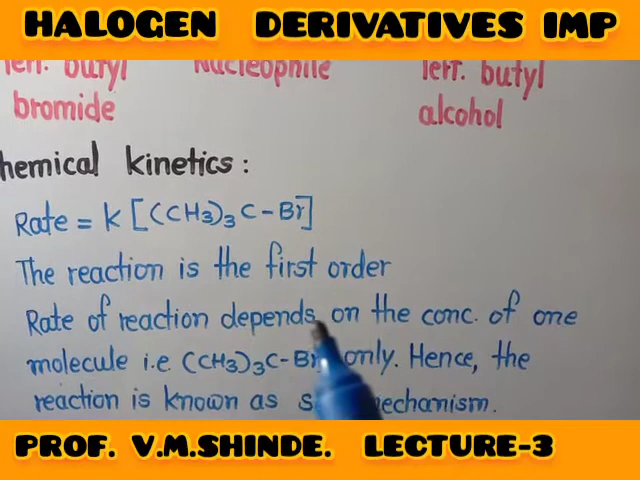 HALOGEN DERIVATIVES IMP
tert. butyl Nucleophile tert. butyl
bromide alcohol
hemical kinetics :
Rate = K [(CH3)3 C - Br]
The reaction is the first order
Rate of reaction depends on the conc. of one
molecule i.e. (CH3)3C-Br only. Hence, the
reaction is known as mechanism.
PROF. V.M.SHINDE. LECTURE-3